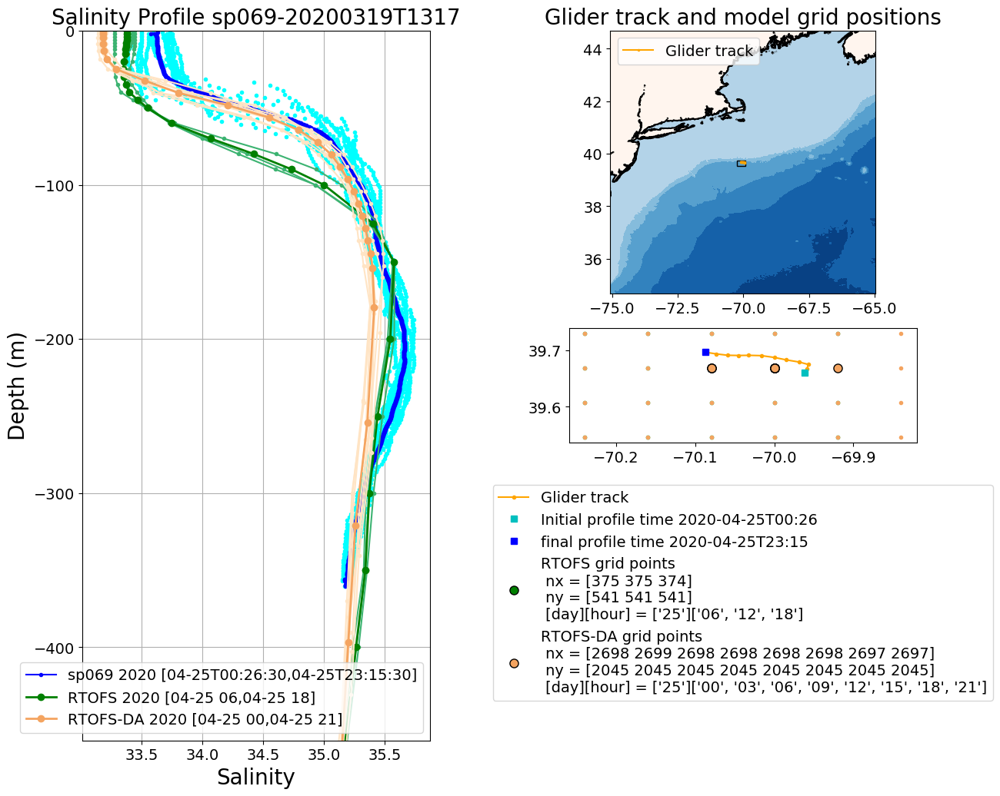 Salinity Profile sp069-20200319T1317
0
−100
−200
−300
−400
Depth (m)
33.5 34.0 34.5 35.0 35.5
Salinity
sp069 2020 [04-25T00:26:30,04-25T23:15:30]
RTOFS 2020 [04-25 06,04-25 18]
RTOFS-DA 2020 [04-25 00,04-25 21]
Glider track and model grid positions
Glider track
44
42
40
38
36
−75.0 −72.5 −70.0 −67.5 −65.0
39.7
39.6
−70.2 −70.1 −70.0 −69.9
Glider track
Initial profile time 2020-04-25T00:26
final profile time 2020-04-25T23:15
RTOFS grid points
nx = [375 375 374]
ny = [541 541 541]
[day][hour] = ['25']['06', '12', '18']
RTOFS-DA grid points
nx = [2698 2699 2698 2698 2698 2698 2697 2697]
ny = [2045 2045 2045 2045 2045 2045 2045 2045]
[day][hour] = ['25']['00', '03', '06', '09', '12', '15', '18', '21']